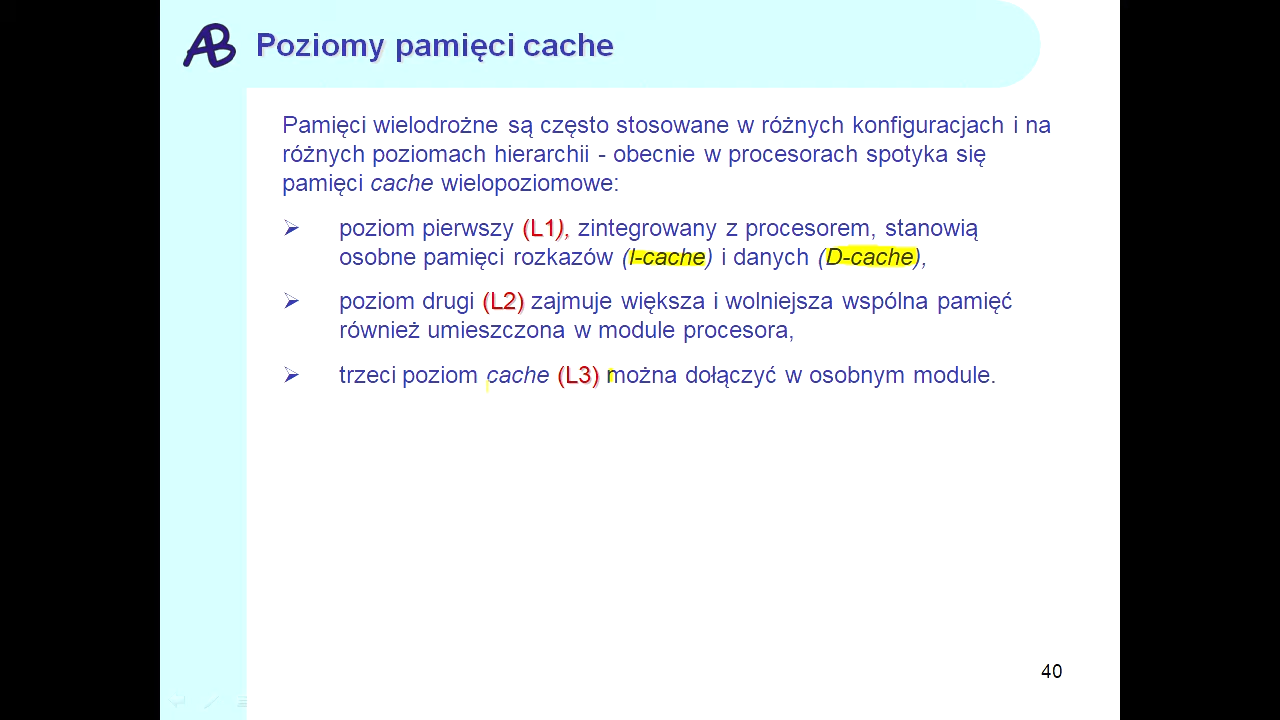 AB
Poziomy pamięci cache
Pamięci wielodrożne są często stosowane w różnych konfiguracjach i na
różnych poziomach hierarchii - obecnie w procesorach spotyka się
pamięci cache wielopoziomowe:
poziom pierwszy (L1), zintegrowany z procesorem, stanowią
osobne pamięci rozkazów (I-cache) i danych (D-cache),
poziom drugi (L2) zajmuje większa i wolniejsza wspólna pamięć
również umieszczona w module procesora,
trzeci poziom cache (L3) można dołączyć w osobnym module.
40